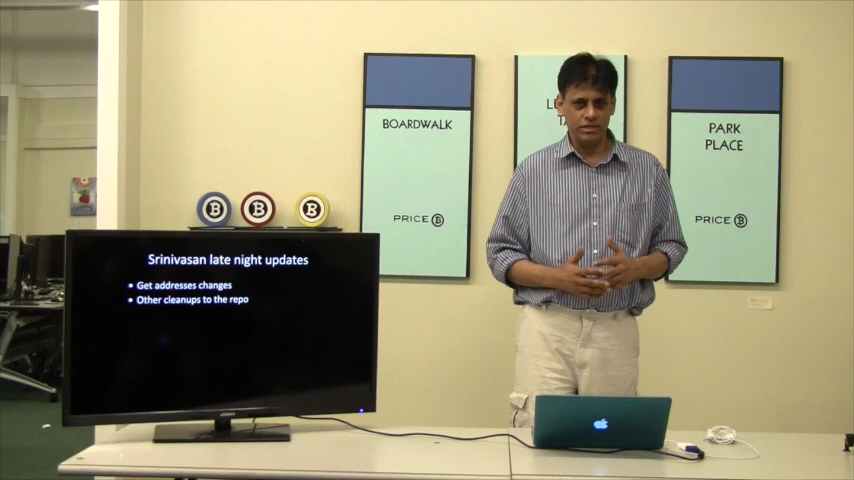 BOARDWALK
PRICE
PARK
PLACE
PRICE
Srinivasan late night updates
• Get addresses changes
• Other cleanups to the repo